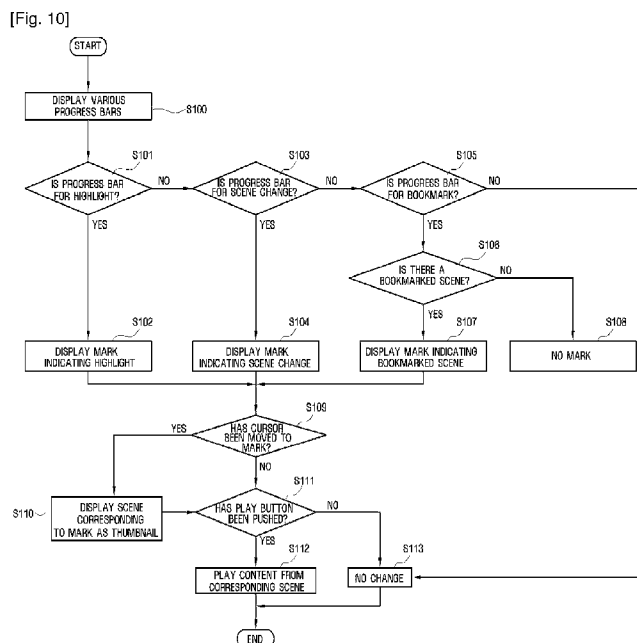 [Fig. 10]
START
DISPLAY VARIOUS
PROGRESS BARS
S100
S101
IS PROGRESS BAR
FOR HIGHLIGHT?
NO
YES
S103
IS PROGRESS BAR
FOR SCENE CHANGE?
NO
YES
S105
IS PROGRESS BAR
FOR BOOKMARK?
NO
YES
S106
IS THERE A
BOOKMARKED SCENE?
NO
YES
S102
DISPLAY MARK
INDICATING HIGHLIGHT
S104
DISPLAY MARK
INDICATING SCENE CHANGE
S107
DISPLAY MARK INDICATING
BOOKMARKED SCENE
S108
NO MARK
S109
HAS CURSOR
BEEN MOVED TO
MARK?
YES
NO
S110
DISPLAY SCENE
CORRESPONDING
TO MARK AS THUMBNAIL
S111
HAS PLAY BUTTON
BEEN PUSHED?
NO
YES
S112
PLAY CONTENT FROM
CORRESPONDING SCENE
S113
NO CHANGE
END